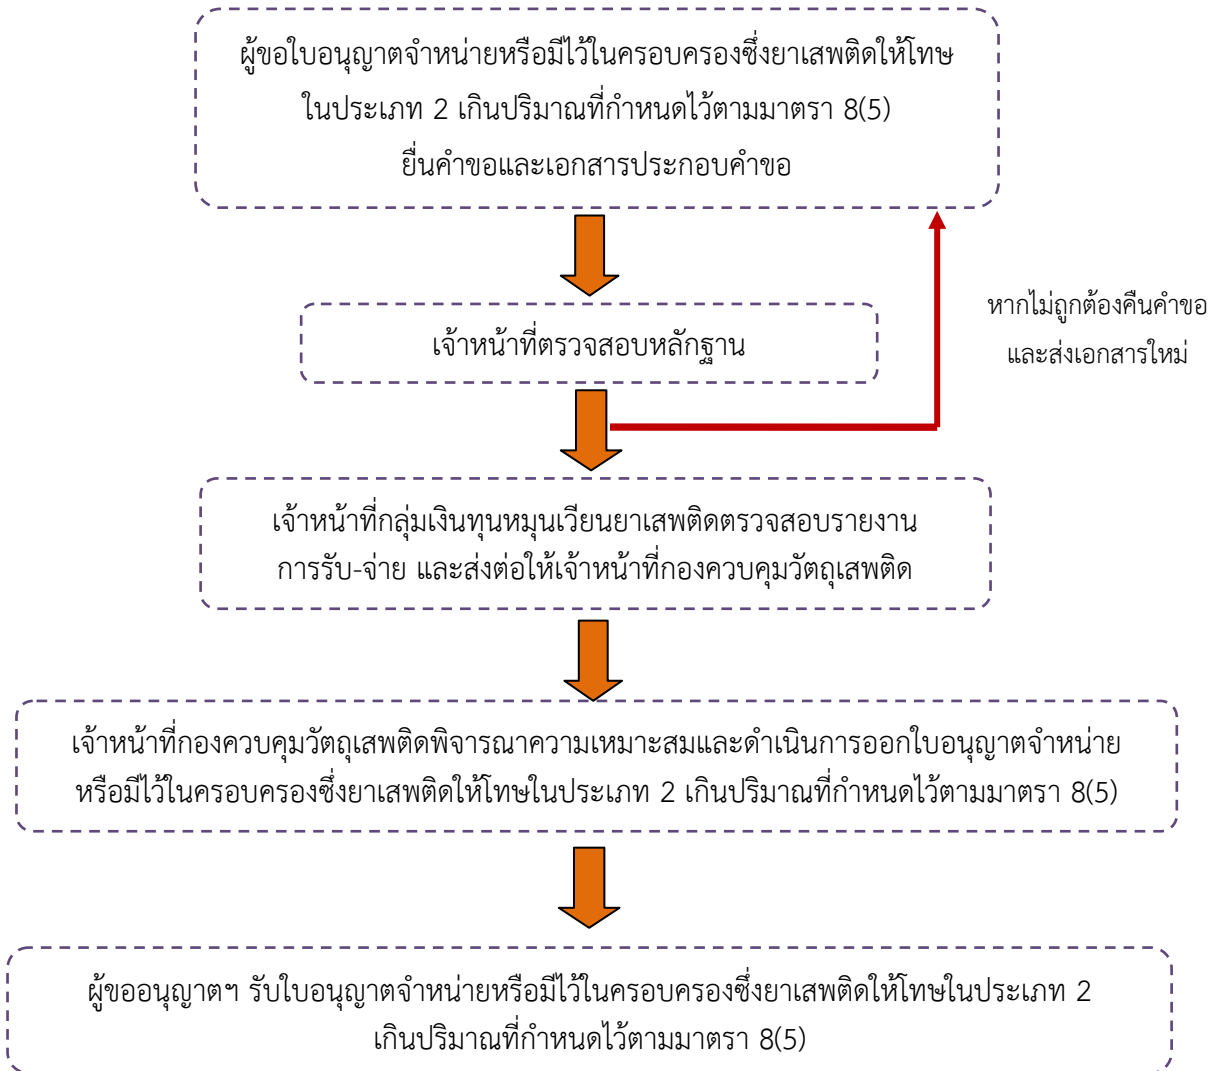 ผู้ขอใบอนุญาตจำหน่ายหรือมีไว้ในครอบครองซึ่งยาเสพติดให้โทษ
ในประเภท 2 เกินปริมาณที่กำหนดไว้ตามมาตรา 8(5)
ยื่นคำขอและเอกสารประกอบคำขอ
หากไม่ถูกต้องคืนคำขอ
และส่งเอกสารใหม่
เจ้าหน้าที่ตรวจสอบหลักฐาน
เจ้าหน้าที่กลุ่มเงินทุนหมุนเวียนยาเสพติดตรวจสอบรายงาน
การรับ-จ่าย และส่งต่อให้เจ้าหน้าที่กองควบคุมวัตถุเสพติด
เจ้าหน้าที่กองควบคุมวัตถุเสพติดพิจารณาความเหมาะสมและดำเนินการออกใบอนุญาตจำหน่าย
หรือมีไว้ในครอบครองซึ่งยาเสพติดให้โทษในประเภท 2 เกินปริมาณที่กำหนดไว้ตามมาตรา 8(5)
ผู้ขออนุญาตฯ รับใบอนุญาตจำหน่ายหรือมีไว้ในครอบครองซึ่งยาเสพติดให้โทษในประเภท 2
เกินปริมาณที่กำหนดไว้ตามมาตรา 8(5)